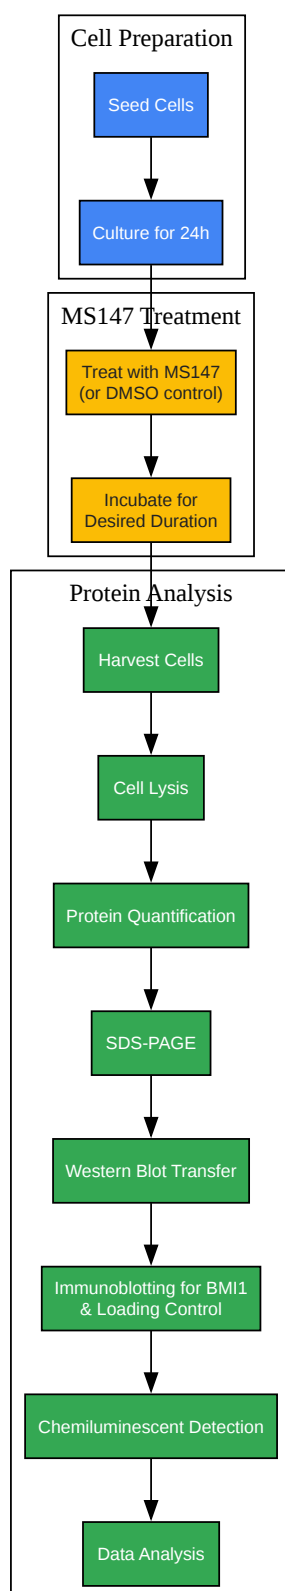 Cell Preparation
Seed Cells
Culture for 24h
MS147 Treatment
Treat with MS147
(or DMSO control)
Incubate for
Desired Duration
Protein Analysis
Harvest Cells
Cell Lysis
Protein Quantification
SDS-PAGE
Western Blot Transfer
Immunoblotting for BMI1
& Loading Control
Chemiluminescent Detection
Data Analysis